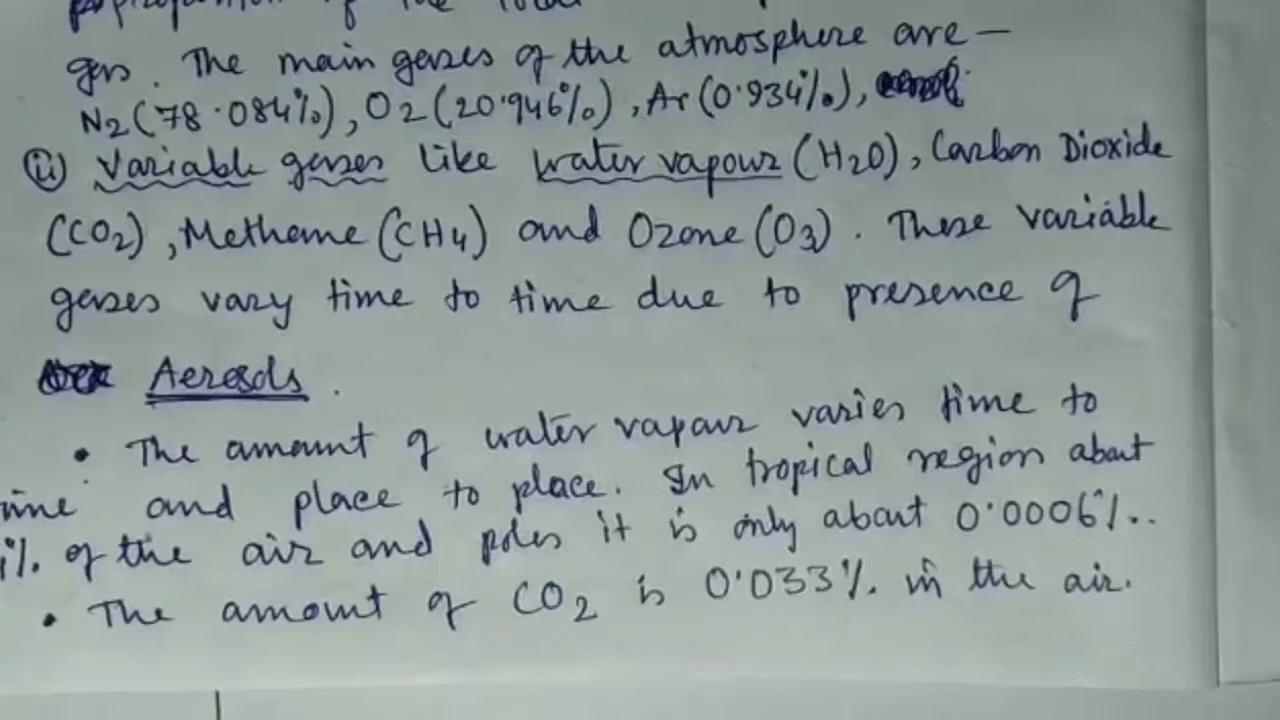 of the total
gas. The main gases of the atmosphere are —
N2 (78.084%), O2 (20.946%), Ar (0.934%),
(ii) Variable gases like water vapour (H2O), Carbon Dioxide
(CO2), Methane (CH4) and Ozone (O3). These variable
gases vary time to time due to presence of
Aerosols.
• The amount of water vapour varies time to
time and place to place. In tropical region about
% of the air and poles it is only about 0.0006%..
• The amount of CO2 is 0.033% in the air.